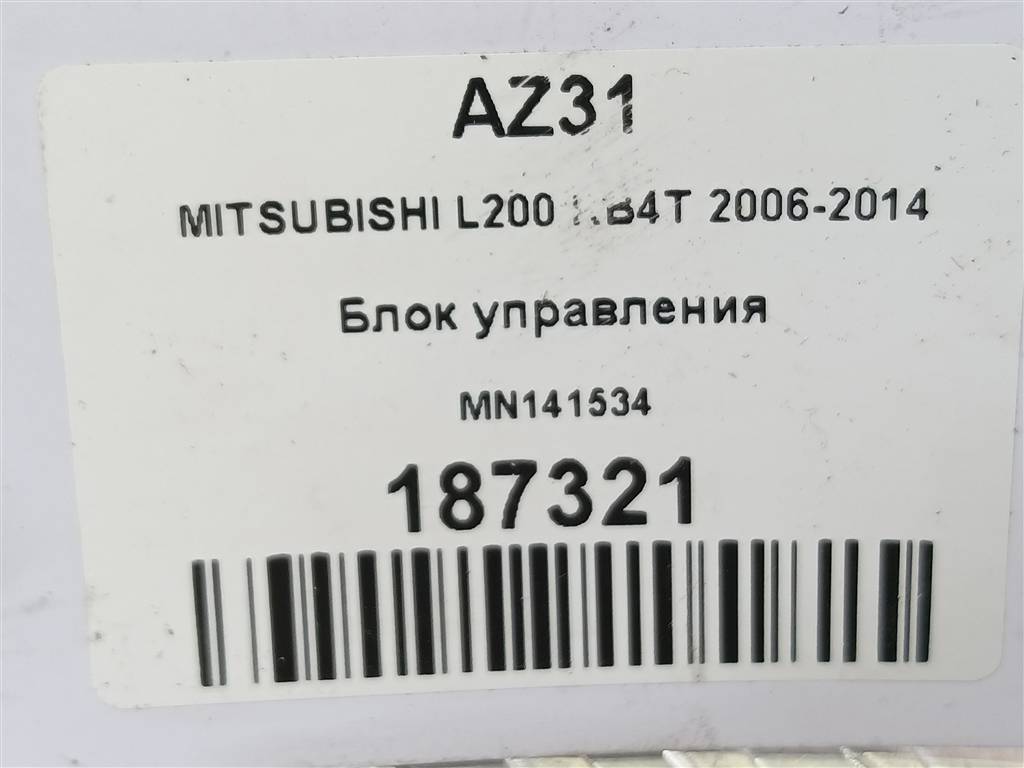 AZ31
MITSUBISHI L200 2006-2014
Блок управления
MN141534
187321